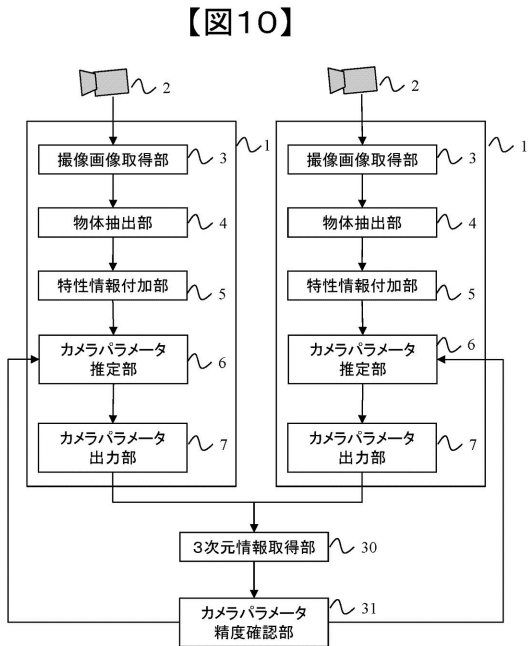 【図10】
2
2
1
1
撮像画像取得部
3
撮像画像取得部
3
物体抽出部
4
物体抽出部
4
特性情報付加部
5
特性情報付加部
5
カメラパラメータ
推定部
6
カメラパラメータ
推定部
6
カメラパラメータ
出力部
7
カメラパラメータ
出力部
7
3次元情報取得部
30
カメラパラメータ
精度確認部
31